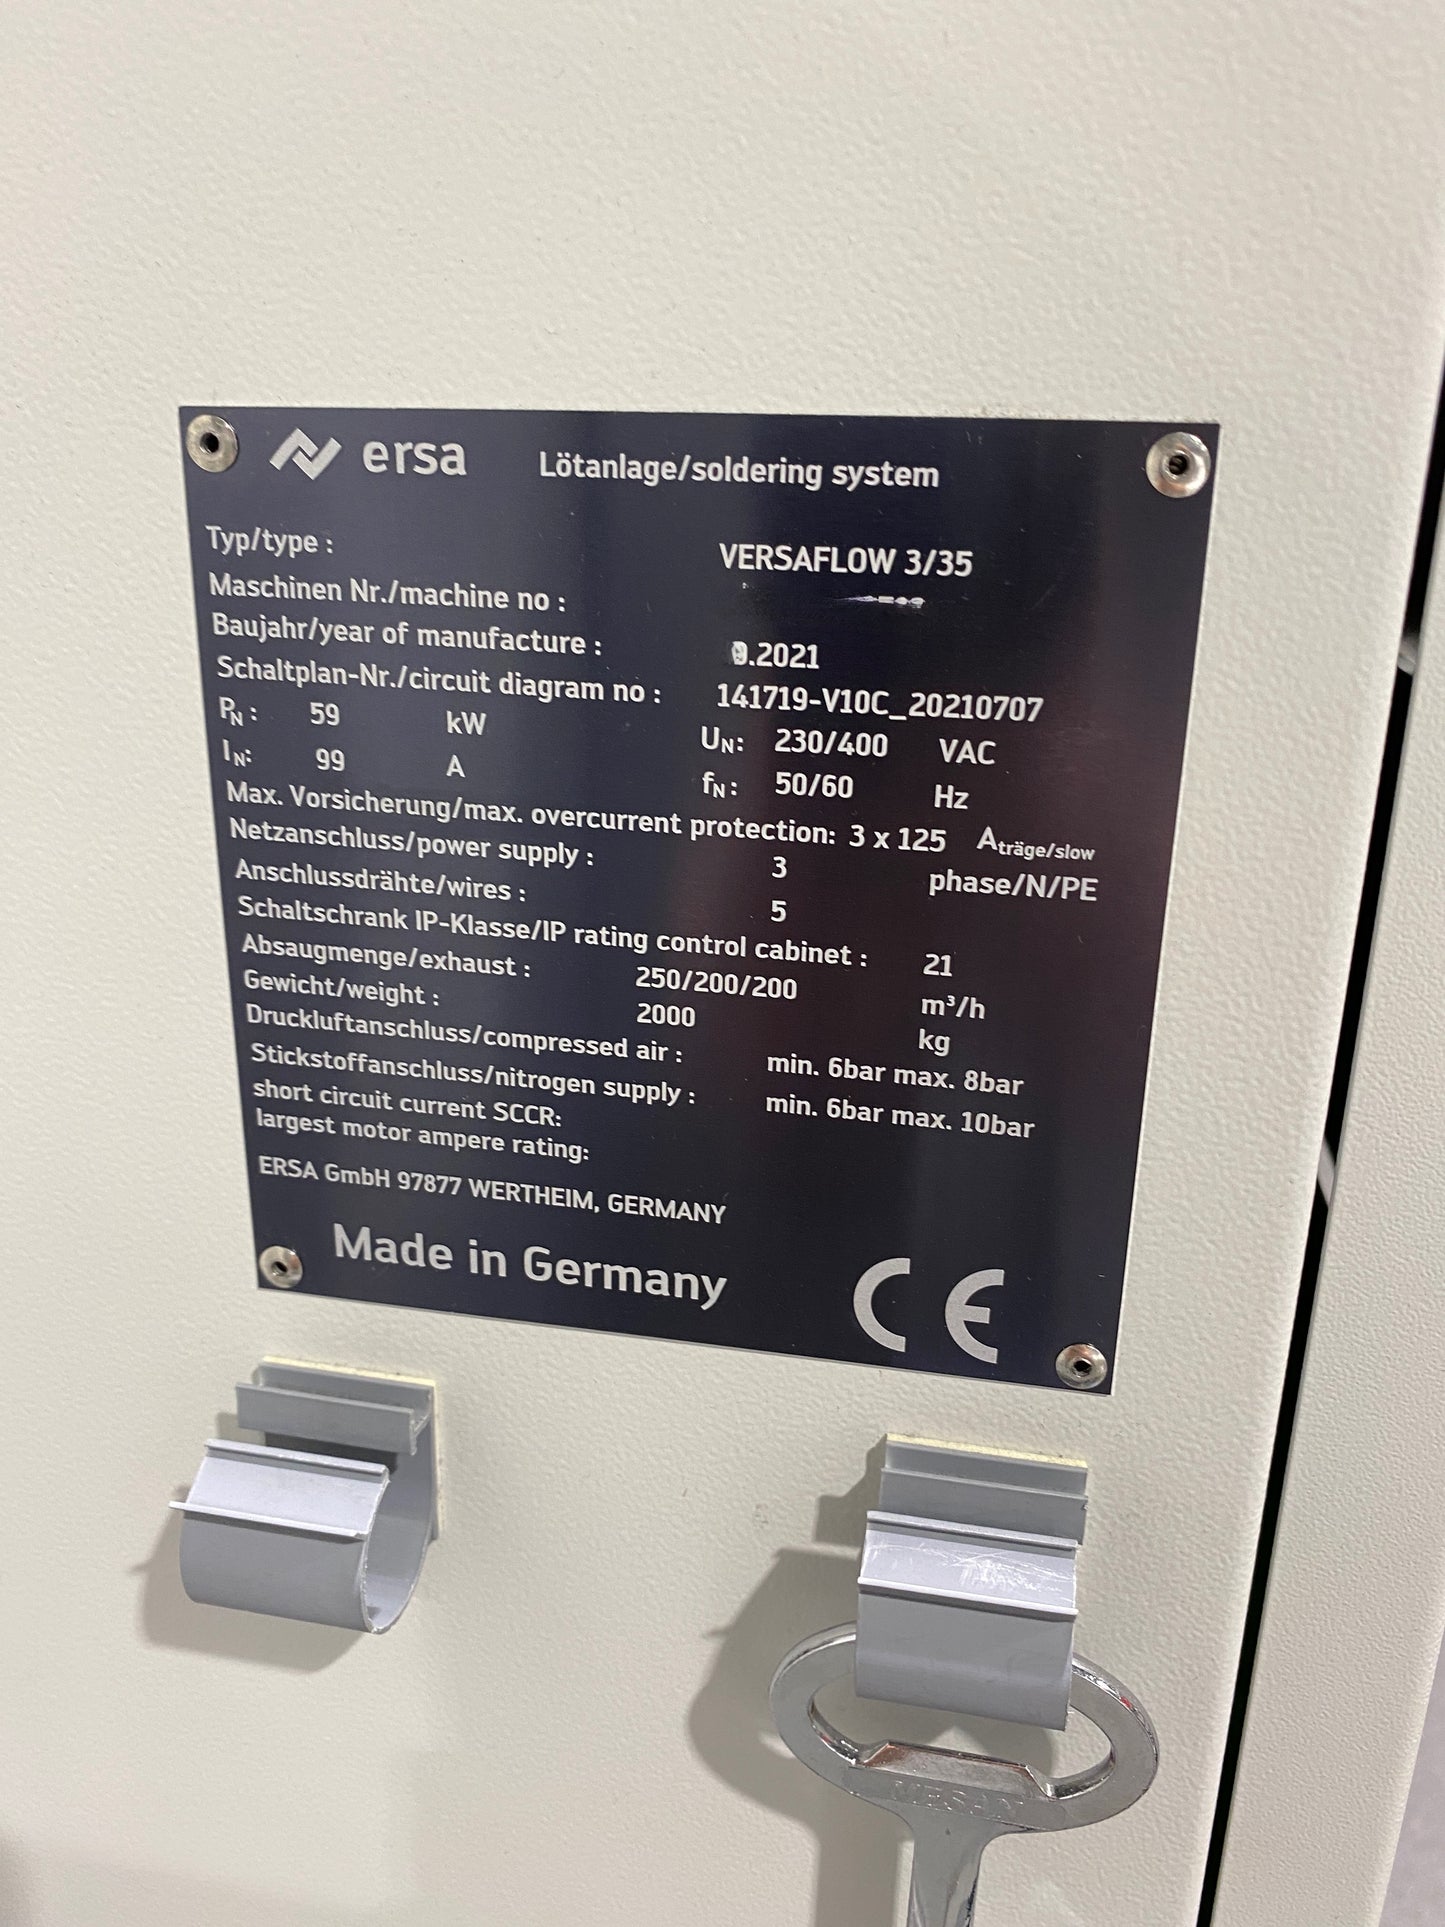 ersa Lötanlage/soldering system
Typ/type : VERSAFLOW 3/35
Maschinen Nr./machine no :
Baujahr/year of manufacture : .2021
Schaltplan-Nr./circuit diagram no : 141719-V10C_20210707
PN : 59 kW UN : 230/400 VAC
IN: 99 A fN : 50/60 Hz
Max. Vorsicherung/max. overcurrent protection: 3 x 125 Aträge/slow
Netzanschluss/power supply : 3 phase/N/PE
Anschlussdrähte/wires : 5
Schaltschrank IP-Klasse/IP rating control cabinet : 21
Absaugmenge/exhaust : 250/200/200 m³/h
Gewicht/weight : 2000 kg
Druckluftanschluss/compressed air : min. 6bar max. 8bar
Stickstoffanschluss/nitrogen supply : min. 6bar max. 10bar
short circuit current SCCR:
largest motor ampere rating:
ERSA GmbH 97877 WERTHEIM, GERMANY
Made in Germany CE
MESAN